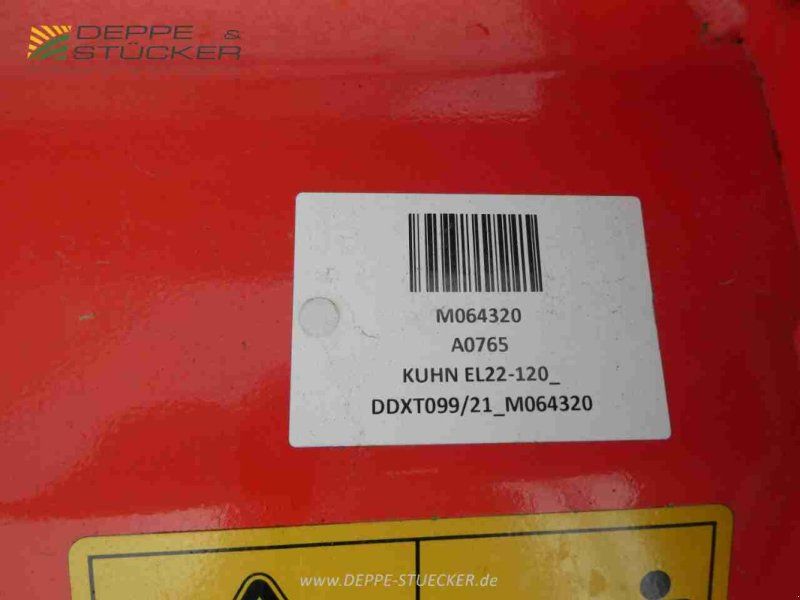 DEPPE &
STÜCKER
M064320
A0765
KUHN EL22-120_
DDXT099/21_M064320
www.DEPPE-STUECKER.de